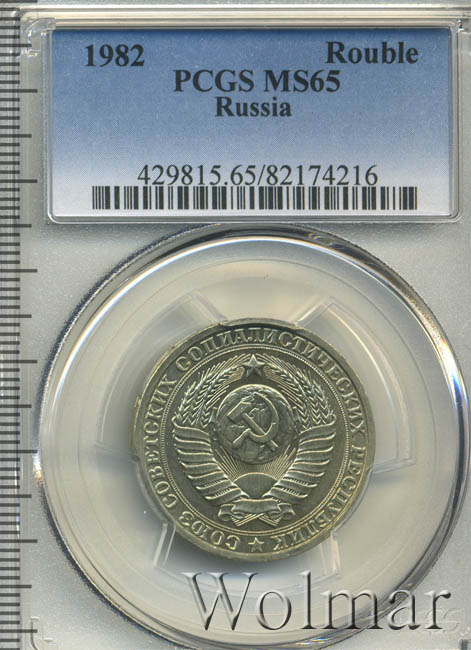 1982 Rouble
PCGS MS65
Russia
429815.65/82174216
СОЮЗ СОВЕТСКИХ СОЦИАЛИСТИЧЕСКИХ РЕСПУБЛИК
Wolmar